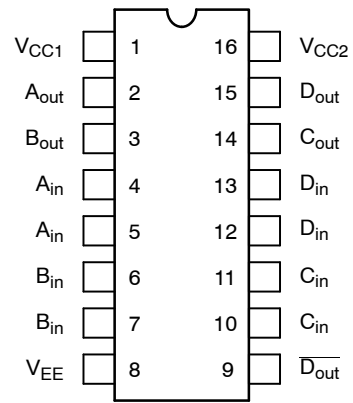 VCC1 1 16 VCC2
Aout 2 15 Dout
Bout 3 14 Cout
Ain 4 13 Din
Ain 5 12 Din
Bin 6 11 Cin
Bin 7 10 Cin
VEE 8 9 D̅o̅u̅t̅